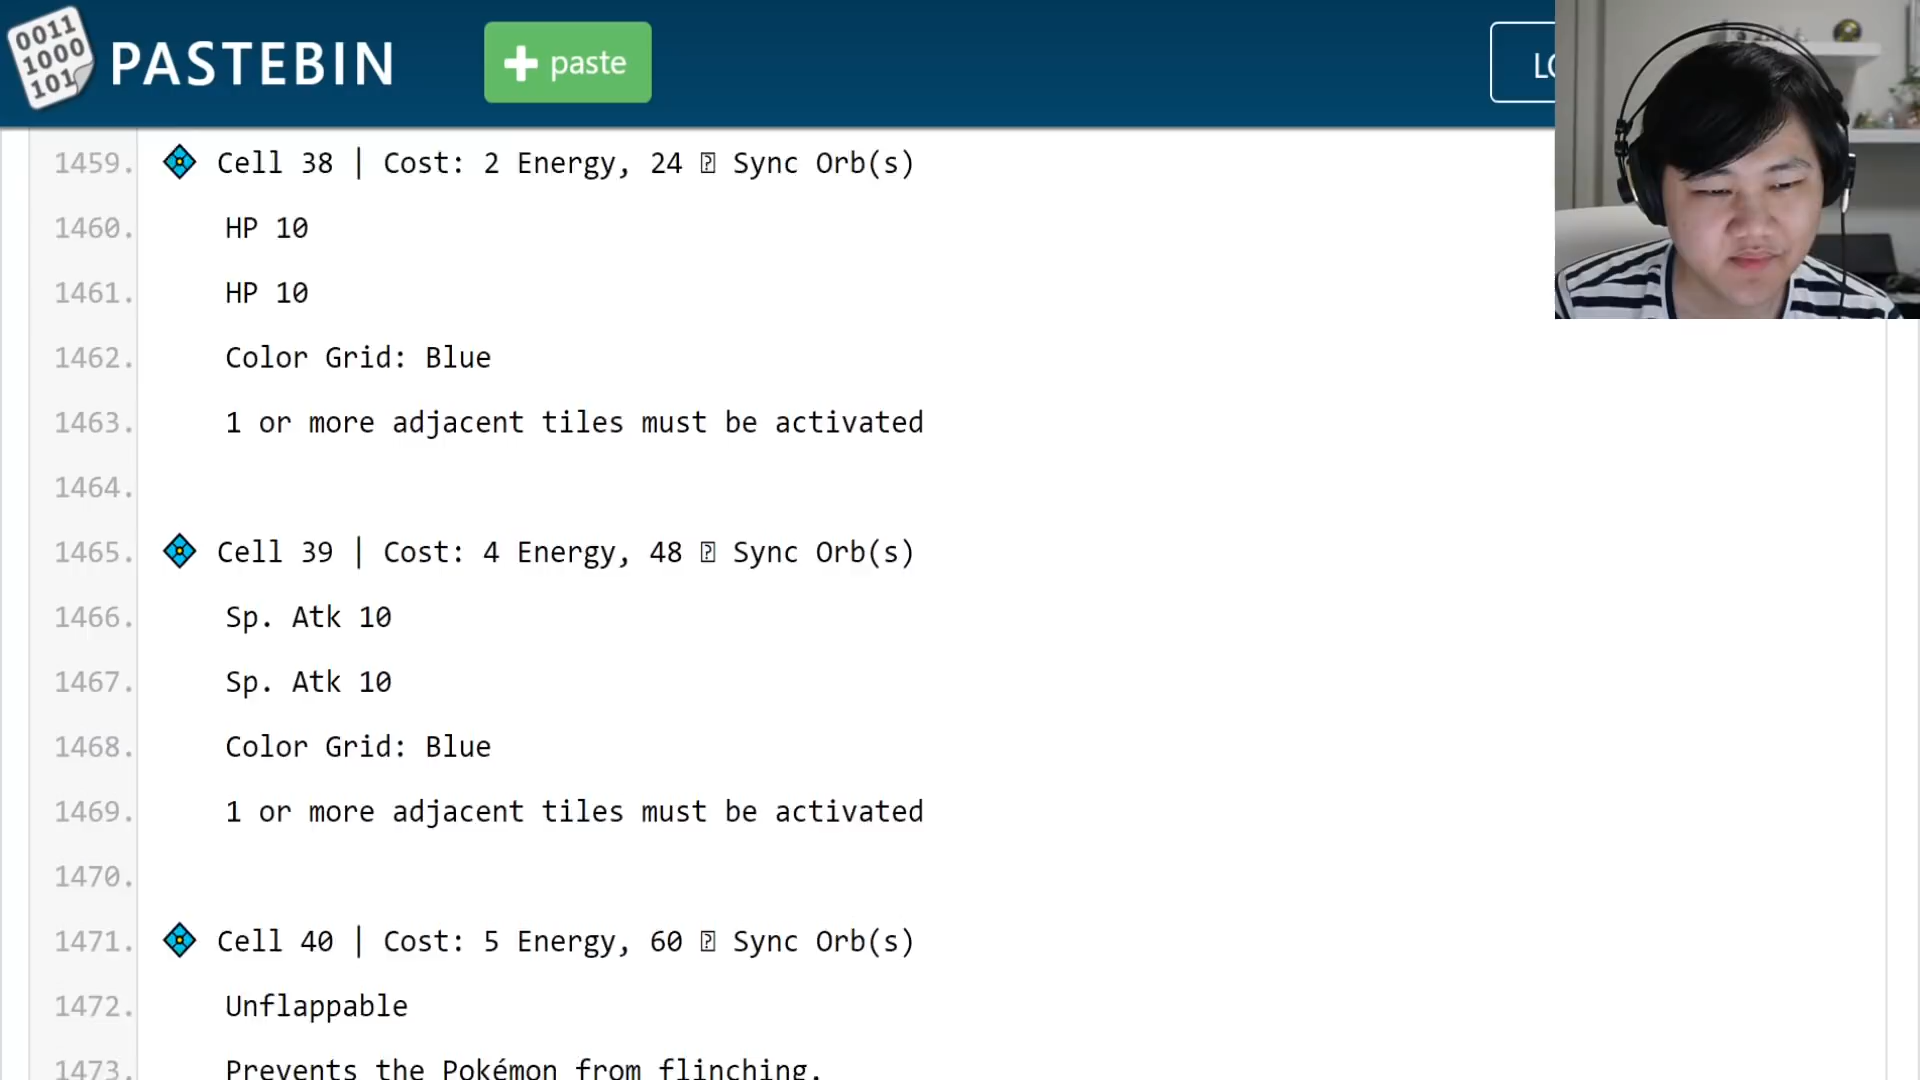 0011
1000
101
PASTEBIN
paste
LO
1459. Cell 38 | Cost: 2 Energy, 24 Sync Orb(s)
1460. HP 10
1461. HP 10
1462. Color Grid: Blue
1463. 1 or more adjacent tiles must be activated
1464.
1465. Cell 39 | Cost: 4 Energy, 48 Sync Orb(s)
1466. Sp. Atk 10
1467. Sp. Atk 10
1468. Color Grid: Blue
1469. 1 or more adjacent tiles must be activated
1470.
1471. Cell 40 | Cost: 5 Energy, 60 Sync Orb(s)
1472. Unflappable
1473. Prevents the Pokémon from flinching.